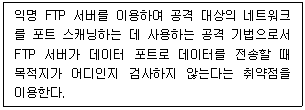 익명 FTP 서버를 이용하여 공격 대상의 네트워크
를 포트 스캐닝하는 데 사용하는 공격 기법으로서
FTP 서버가 데이터 포트로 데이터를 전송할 때
목적지가 어디인지 검사하지 않는다는 취약점을
이용한다.